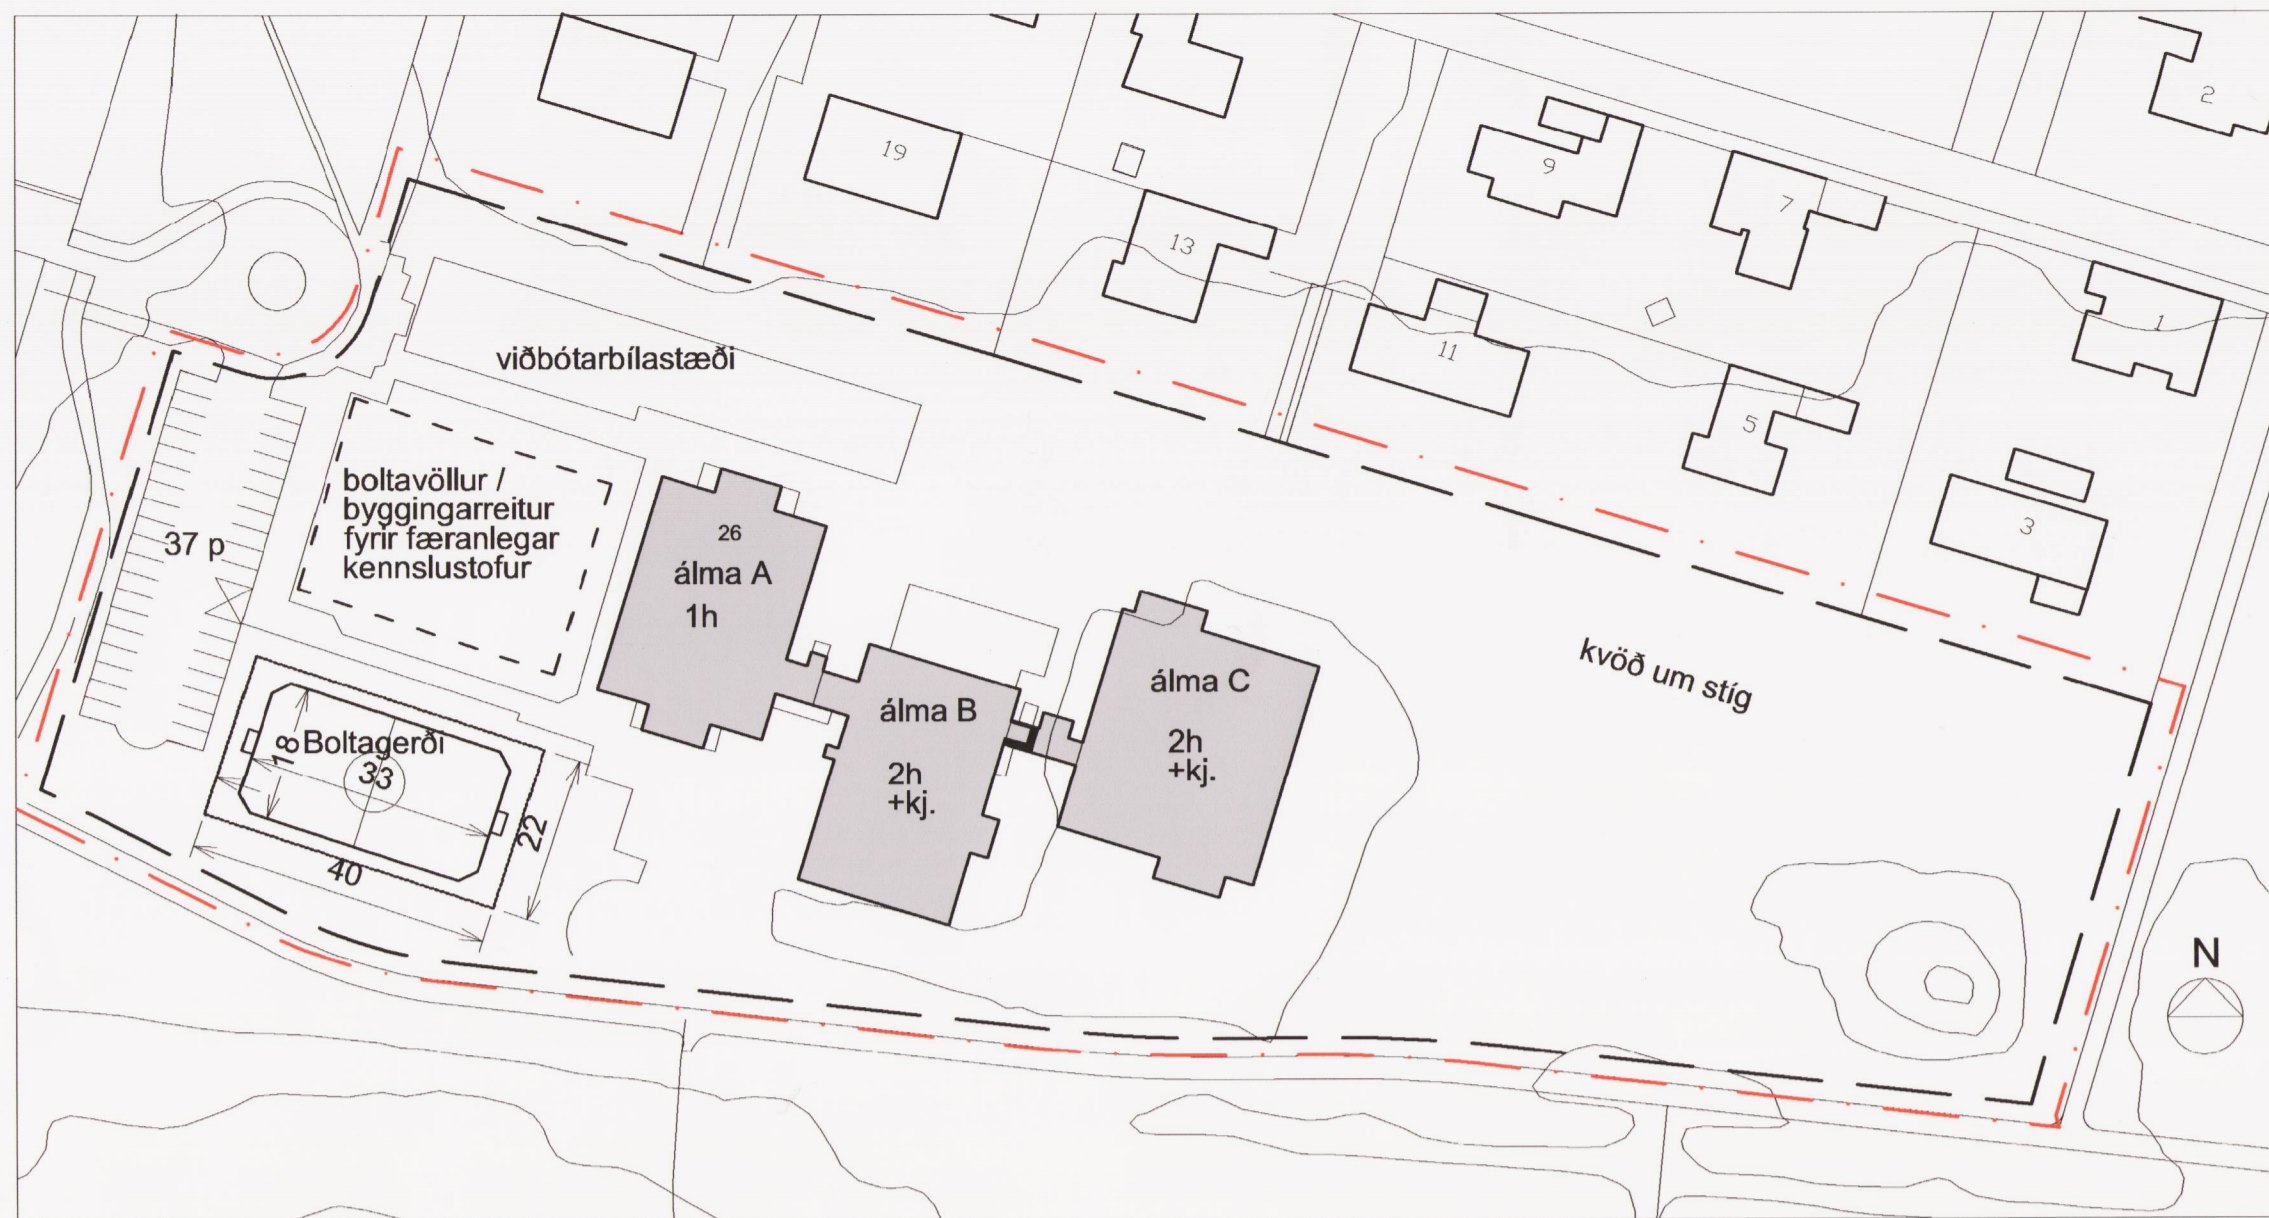 2
19
9
7
13
1
11
5
3
viðbótarbílastæði
boltavöllur /
byggingarreitur
fyrir færanlegar
kennslustofur
37 p
26
álma A
1h
álma B
2h
+kj.
álma C
2h
+kj.
kvöð um stíg
Boltagerði
18
33
22
40
N